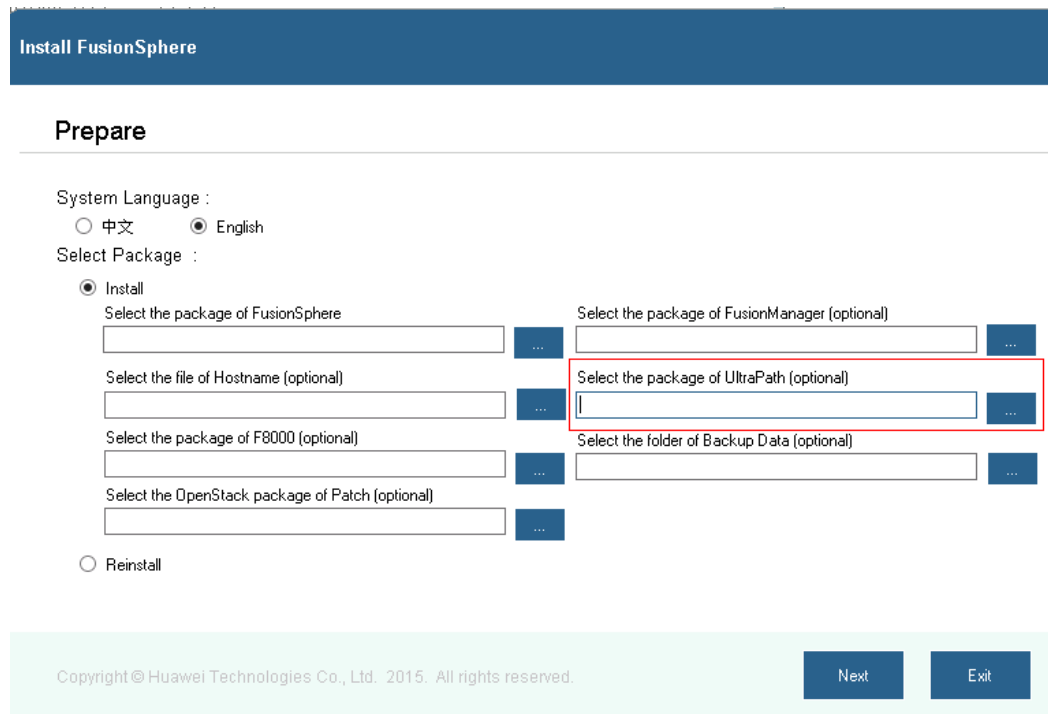 Install FusionSphere
Prepare
System Language :
中文 English
Select Package :
Install
Select the package of FusionSphere
...
Select the package of FusionManager (optional)
...
Select the file of Hostname (optional)
...
Select the package of UltraPath (optional)
...
Select the package of F8000 (optional)
...
Select the folder of Backup Data (optional)
...
Select the OpenStack package of Patch (optional)
...
Reinstall
Copyright © Huawei Technologies Co., Ltd. 2015. All rights reserved.
Next
Exit